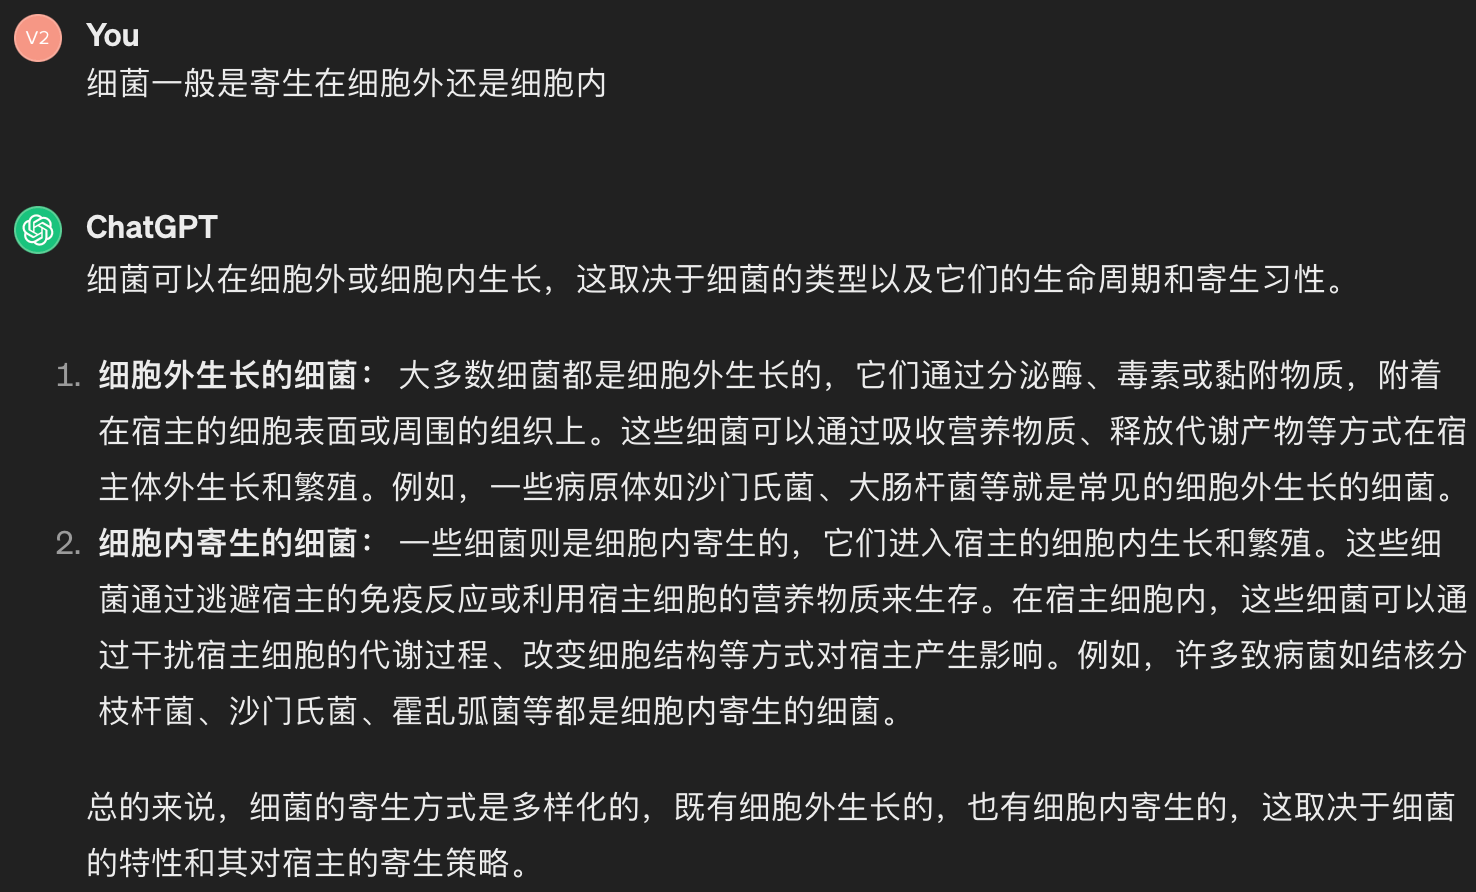 V2
You
细菌一般是寄生在细胞外还是细胞内
ChatGPT
细菌可以在细胞外或细胞内生长，这取决于细菌的类型以及它们的生命周期和寄生习性。
1. 细胞外生长的细菌： 大多数细菌都是细胞外生长的，它们通过分泌酶、毒素或黏附物质，附着
在宿主的细胞表面或周围的组织上。这些细菌可以通过吸收营养物质、释放代谢产物等方式在宿
主体外生长和繁殖。例如，一些病原体如沙门氏菌、大肠杆菌等就是常见的细胞外生长的细菌。
2. 细胞内寄生的细菌： 一些细菌则是细胞内寄生的，它们进入宿主的细胞内生长和繁殖。这些细
菌通过逃避宿主的免疫反应或利用宿主细胞的营养物质来生存。在宿主细胞内，这些细菌可以通
过干扰宿主细胞的代谢过程、改变细胞结构等方式对宿主产生影响。例如，许多致病菌如结核分
枝杆菌、沙门氏菌、霍乱弧菌等都是细胞内寄生的细菌。
总的来说，细菌的寄生方式是多样化的，既有细胞外生长的，也有细胞内寄生的，这取决于细菌
的特性和其对宿主的寄生策略。